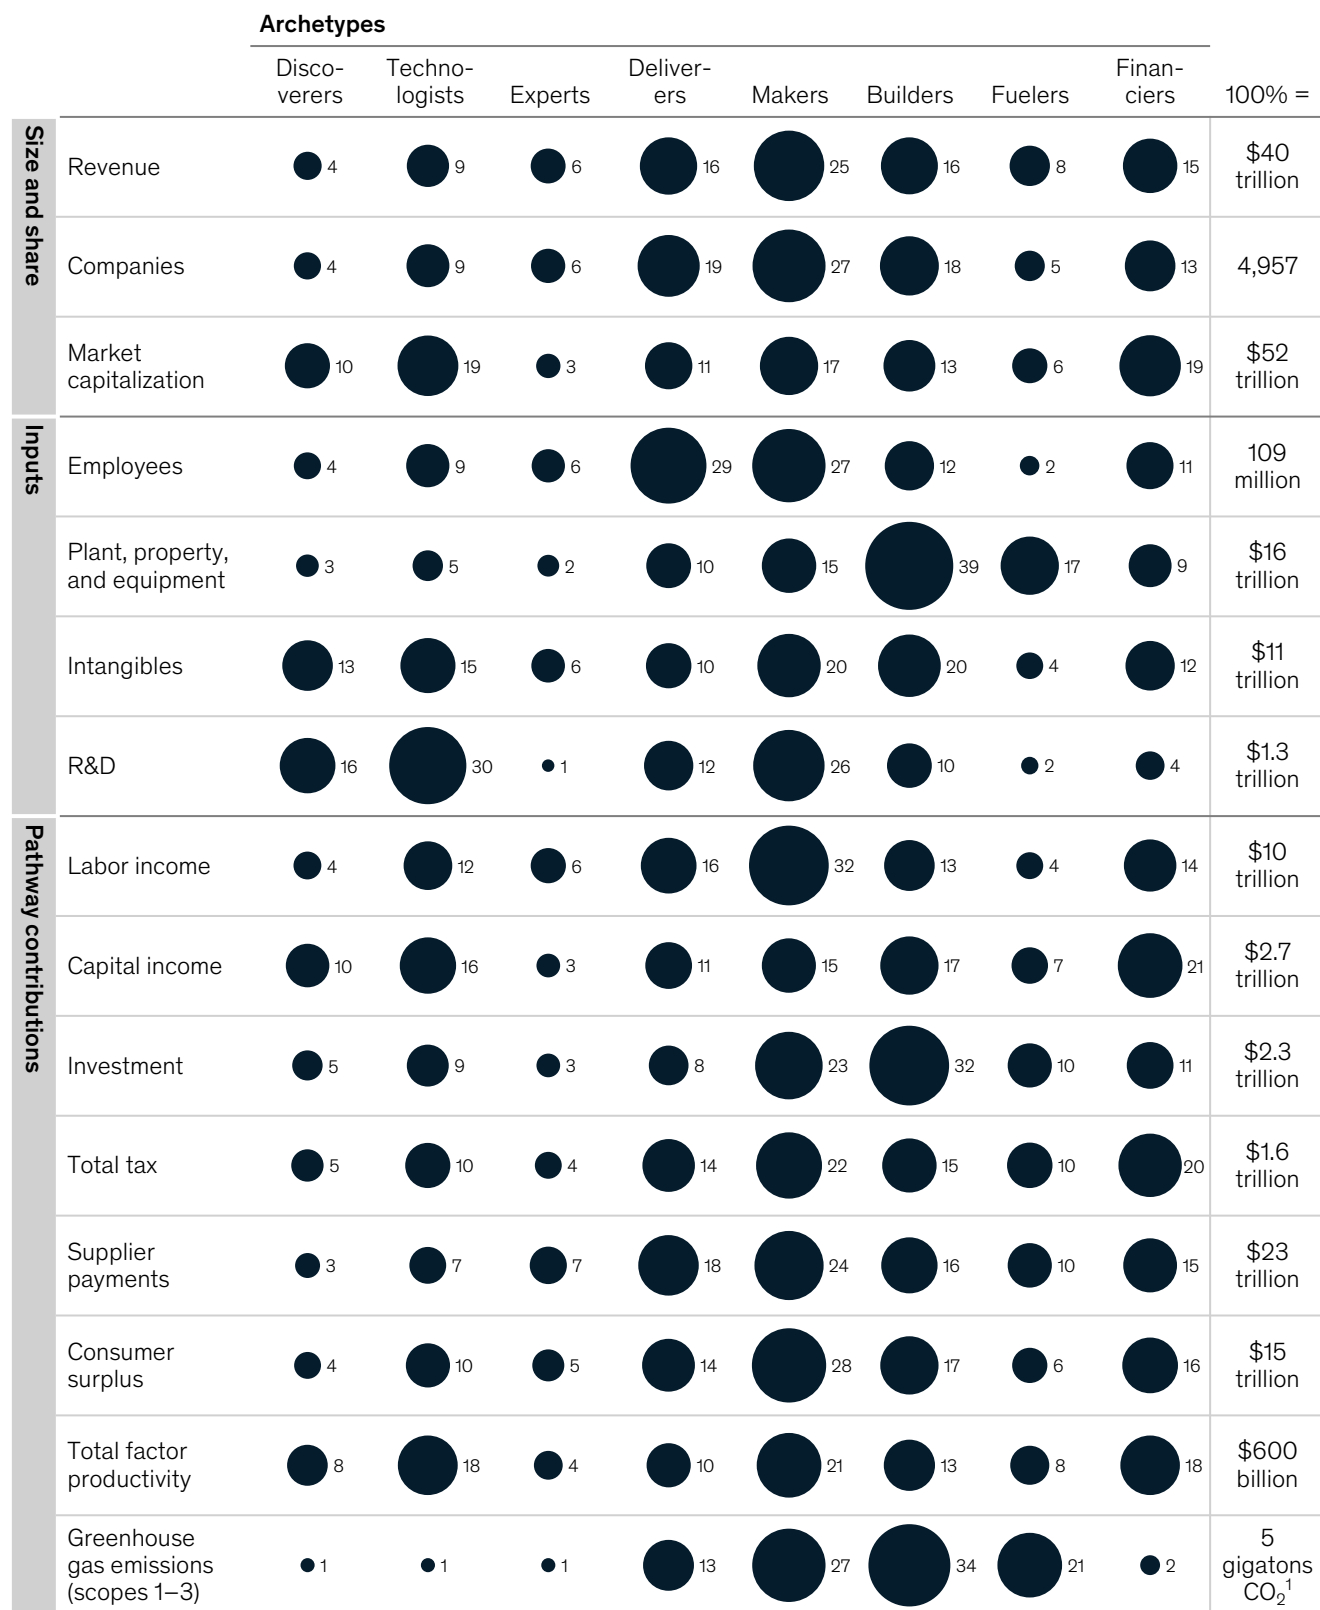 Archetypes
Disco-
verers
Techno-
logists
Experts
Deliver-
ers
Makers
Builders
Fuelers
Finan-
ciers
100% =
Size and share
Revenue
4 9 6 16 25 16 8 15
$40
trillion
Companies
4 9 6 19 27 18 5 13
4,957
Market
capitalization
10 19 3 11 17 13 6 19
$52
trillion
Inputs
Employees
4 9 6 29 27 12 2 11
109
million
Plant, property,
and equipment
3 5 2 10 15 39 17 9
$16
trillion
Intangibles
13 15 6 10 20 20 4 12
$11
trillion
R&D
16 30 1 12 26 10 2 4
$1.3
trillion
Pathway contributions
Labor income
4 12 6 16 32 13 4 14
$10
trillion
Capital income
10 16 3 11 15 17 7 21
$2.7
trillion
Investment
5 9 3 8 23 32 10 11
$2.3
trillion
Total tax
5 10 4 14 22 15 10 20
$1.6
trillion
Supplier
payments
3 7 7 18 24 16 10 15
$23
trillion
Consumer
surplus
4 10 5 14 28 17 6 16
$15
trillion
Total factor
productivity
8 18 4 10 21 13 8 18
$600
billion
Greenhouse
gas emissions
(scopes 1–3)
1 1 1 13 27 34 21 2
5
gigatons
CO₂¹